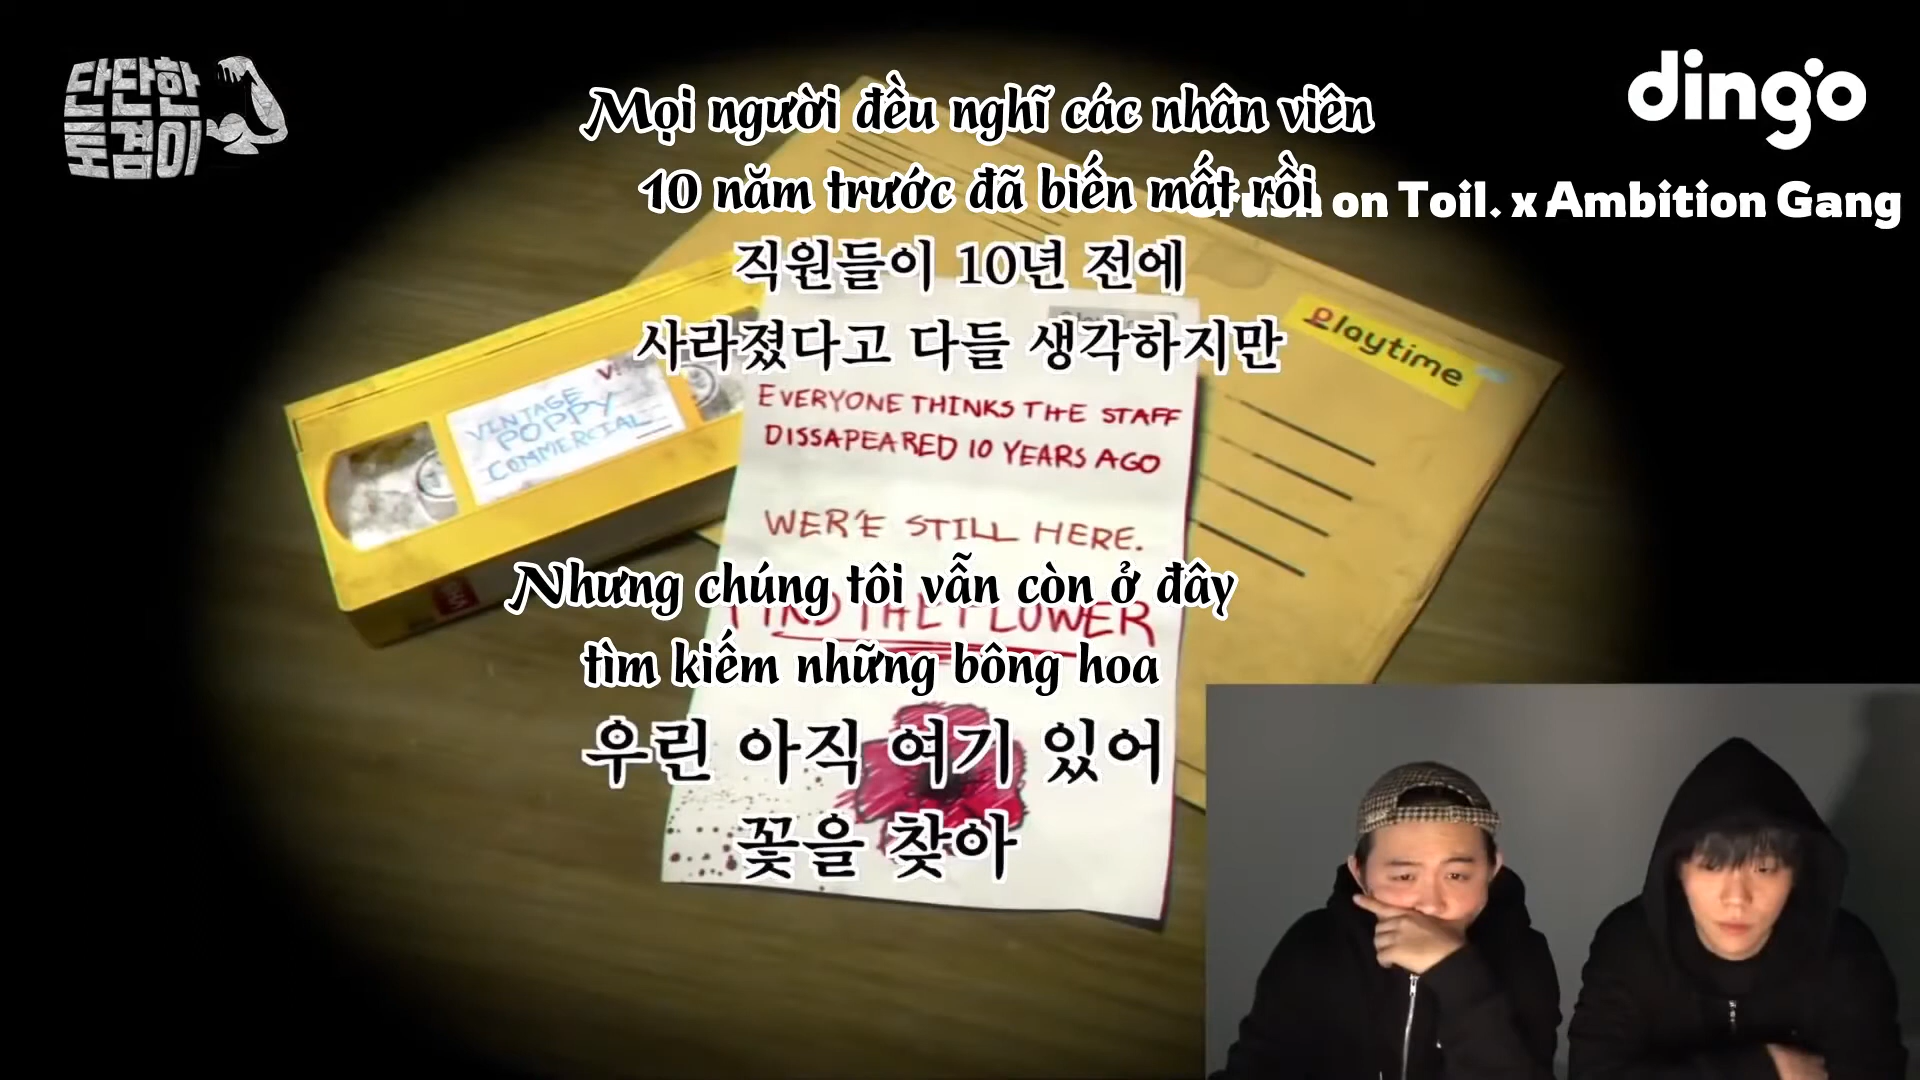 단단한
토겸이
dingo
on Toil. x Ambition Gang
Mọi người đều nghĩ các nhân viên
10 năm trước đã biến mất rồi
직원들이 10년 전에
사라졌다고 다들 생각하지만
Playtime
VINTAGE
POPPY
COMMERCIAL
EVERYONE THINKS THE STAFF
DISSAPEARED 10 YEARS AGO
WER'E STILL HERE.
Nhưng chúng tôi vẫn còn ở đây
FIND THE FLOWER
tìm kiếm những bông hoa
우린 아직 여기 있어
꽃을 찾아